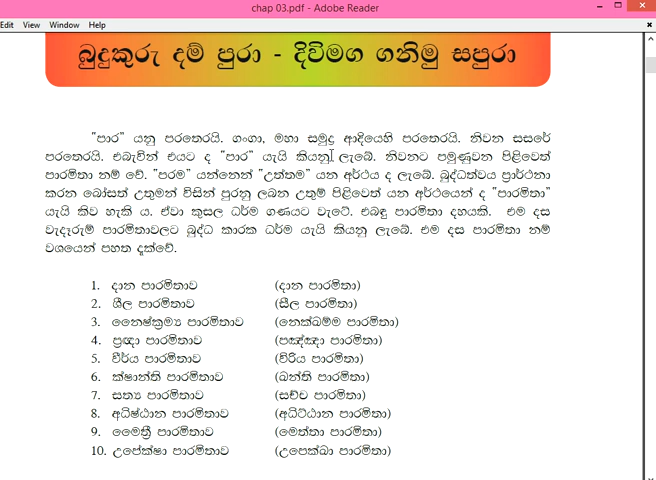 chap 03.pdf - Adobe Reader
Edit View Window Help
බුදුකුරු දම් පුරා - දිවිමග ගනිමු සපුරා
"පාර" යනු පරතෙරයි. ගංගා, මහා සමුද්‍ර ආදියෙහි පරතෙරයි. නිවන සසරේ
පරතෙරයි. එබැවින් එයට ද "පාර" යැයි කියනු ලැබේ. නිවනට පමුණුවන පිළිවෙත්
පාරමිතා නම් වේ. "පරම" යන්නෙන් "උත්තම" යන අර්ථය ද ලැබේ. බුද්ධත්වය ප්‍රාර්ථනා
කරන බෝසත් උතුමන් විසින් පුරනු ලබන උතුම් පිළිවෙත් යන අර්ථයෙන් ද "පාරමිතා"
යැයි කිව හැකි ය. ඒවා කුසල ධර්ම ගණයට වැටේ. එබඳු පාරමිතා දහයකි. එම දස
වැදෑරුම් පාරමිතාවලට බුද්ධ කාරක ධර්ම යැයි කියනු ලැබේ. එම දස පාරමිතා නම්
වශයෙන් පහත දැක්වේ.
1. දාන පාරමිතාව (දාන පාරමිතා)
2. ශීල පාරමිතාව (සීල පාරමිතා)
3. නෛෂ්ක්‍රම්‍ය පාරමිතාව (නෙක්ඛම්ම පාරමිතා)
4. ප්‍රඥා පාරමිතාව (පඤ්ඤා පාරමිතා)
5. වීර්ය පාරමිතාව (විරිය පාරමිතා)
6. ක්ෂාන්ති පාරමිතාව (ඛන්ති පාරමිතා)
7. සත්‍ය පාරමිතාව (සච්ච පාරමිතා)
8. අධිෂ්ඨාන පාරමිතාව (අධිට්ඨාන පාරමිතා)
9. මෛත්‍රී පාරමිතාව (මෙත්තා පාරමිතා)
10. උපේක්ෂා පාරමිතාව (උපෙක්ඛා පාරමිතා)